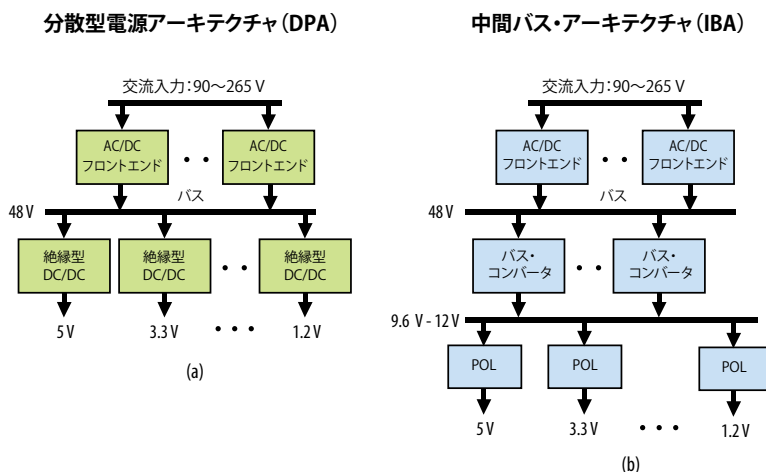 分散型電源アーキテクチャ（DPA）
交流入力：90～265 V
AC/DC
フロントエンド
AC/DC
フロントエンド
バス
48 V
絶縁型
DC/DC
絶縁型
DC/DC
絶縁型
DC/DC
5 V
3.3 V
1.2 V
(a)
中間バス・アーキテクチャ（IBA）
交流入力：90～265 V
AC/DC
フロントエンド
AC/DC
フロントエンド
バス
48 V
バス・
コンバータ
バス・
コンバータ
9.6 V - 12 V
POL
POL
POL
5 V
3.3 V
1.2 V
(b)